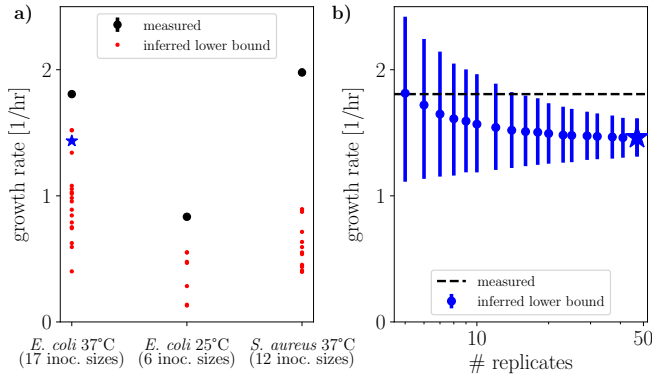 a)
measured
inferred lower bound
growth rate [1/hr]
2
1
0
E. coli 37°C
(17 inoc. sizes)
E. coli 25°C
(6 inoc. sizes)
S. aureus 37°C
(12 inoc. sizes)
b)
growth rate [1/hr]
2
1
0
measured
inferred lower bound
10
50
# replicates